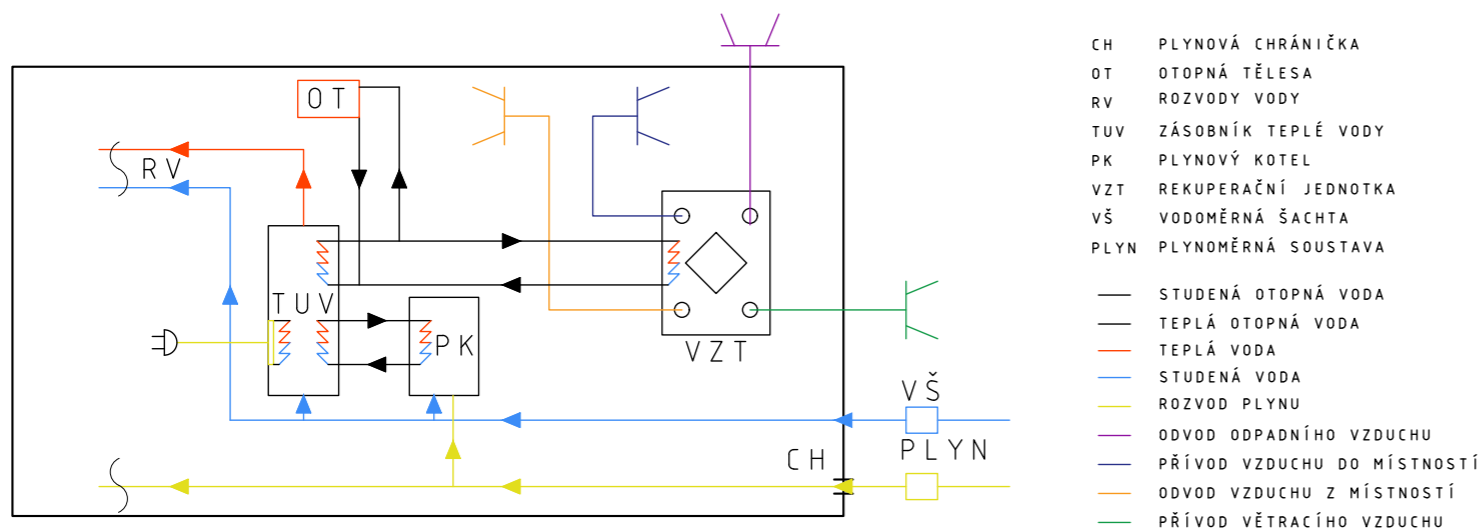 OT
RV
TUV
PK
VZT
VŠ
PLYN
CH
CH PLYNOVÁ CHRÁNIČKA
OT OTOPNÁ TĚLESA
RV ROZVODY VODY
TUV ZÁSOBNÍK TEPLÉ VODY
PK PLYNOVÝ KOTEL
VZT REKUPERAČNÍ JEDNOTKA
VŠ VODOMĚRNÁ ŠACHTA
PLYN PLYNOMĚRNÁ SOUSTAVA
STUDENÁ OTOPNÁ VODA
TEPLÁ OTOPNÁ VODA
TEPLÁ VODA
STUDENÁ VODA
ROZVOD PLYNU
ODVOD ODPADNÍHO VZDUCHU
PŘÍVOD VZDUCHU DO MÍSTNOSTÍ
ODVOD VZDUCHU Z MÍSTNOSTÍ
PŘÍVOD VĚTRACÍHO VZDUCHU